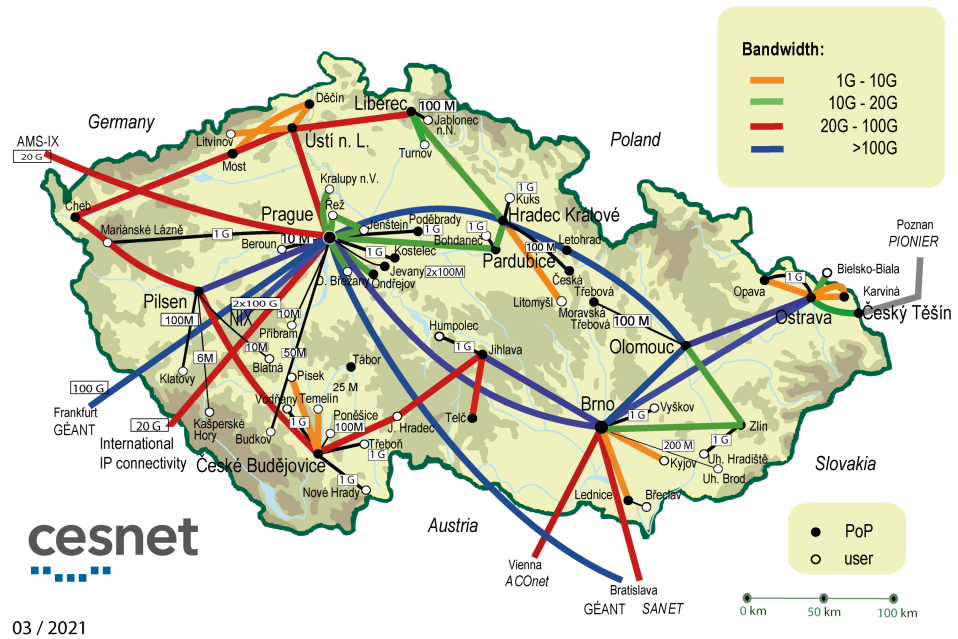 Bandwidth:
1G - 10G
10G - 20G
20G - 100G
>100G
Germany
Poland
Děčín
Liberec
100 M
Jablonec
n.N.
Litvínov
Ústí n. L.
Turnov
AMS-IX
20 G
Most
Kralupy n.V.
Řež
1 G
Kuks
Cheb
Prague
Mariánské Lázně
1 G
Beroun
10 M
Jenštejn
Poděbrady
1 G
Bohdaneč
1 G
Hradec Králové
Poznan
PIONIER
Kostelec
1 G
Jevany
2x100M
Ondřejov
D. Břežany
Pardubice
100 M
Letohrad
Česká
Třebová
Litomyšl
Moravská
Třebová
100 M
Bielsko-Biala
1 G
Opava
Karviná
Ostrava
Český Těšín
Pilsen
2x100 G
NIX
100M
10M
Příbram
10M
Blatná
50M
6M
Klatovy
Humpolec
1 G
Jihlava
Olomouc
Tábor
25 M
Písek
Vodňany
Temelín
1 G
Poněšice
100M
Budkov
J. Hradec
Telč
Třeboň
1 G
Brno
1 G
Vyškov
200 M
Zlín
1 G
Uh. Hradiště
Uh. Brod
Kyjov
100 G
Frankfurt
GÉANT
20 G
International
IP connectivity
Kašperské
Hory
České Budějovice
1 G
Nové Hrady
Lednice
Břeclav
Slovakia
Austria
cesnet
PoP
user
Vienna
ACOnet
GÉANT
Bratislava
SANET
0 km
50 km
100 km
03 / 2021